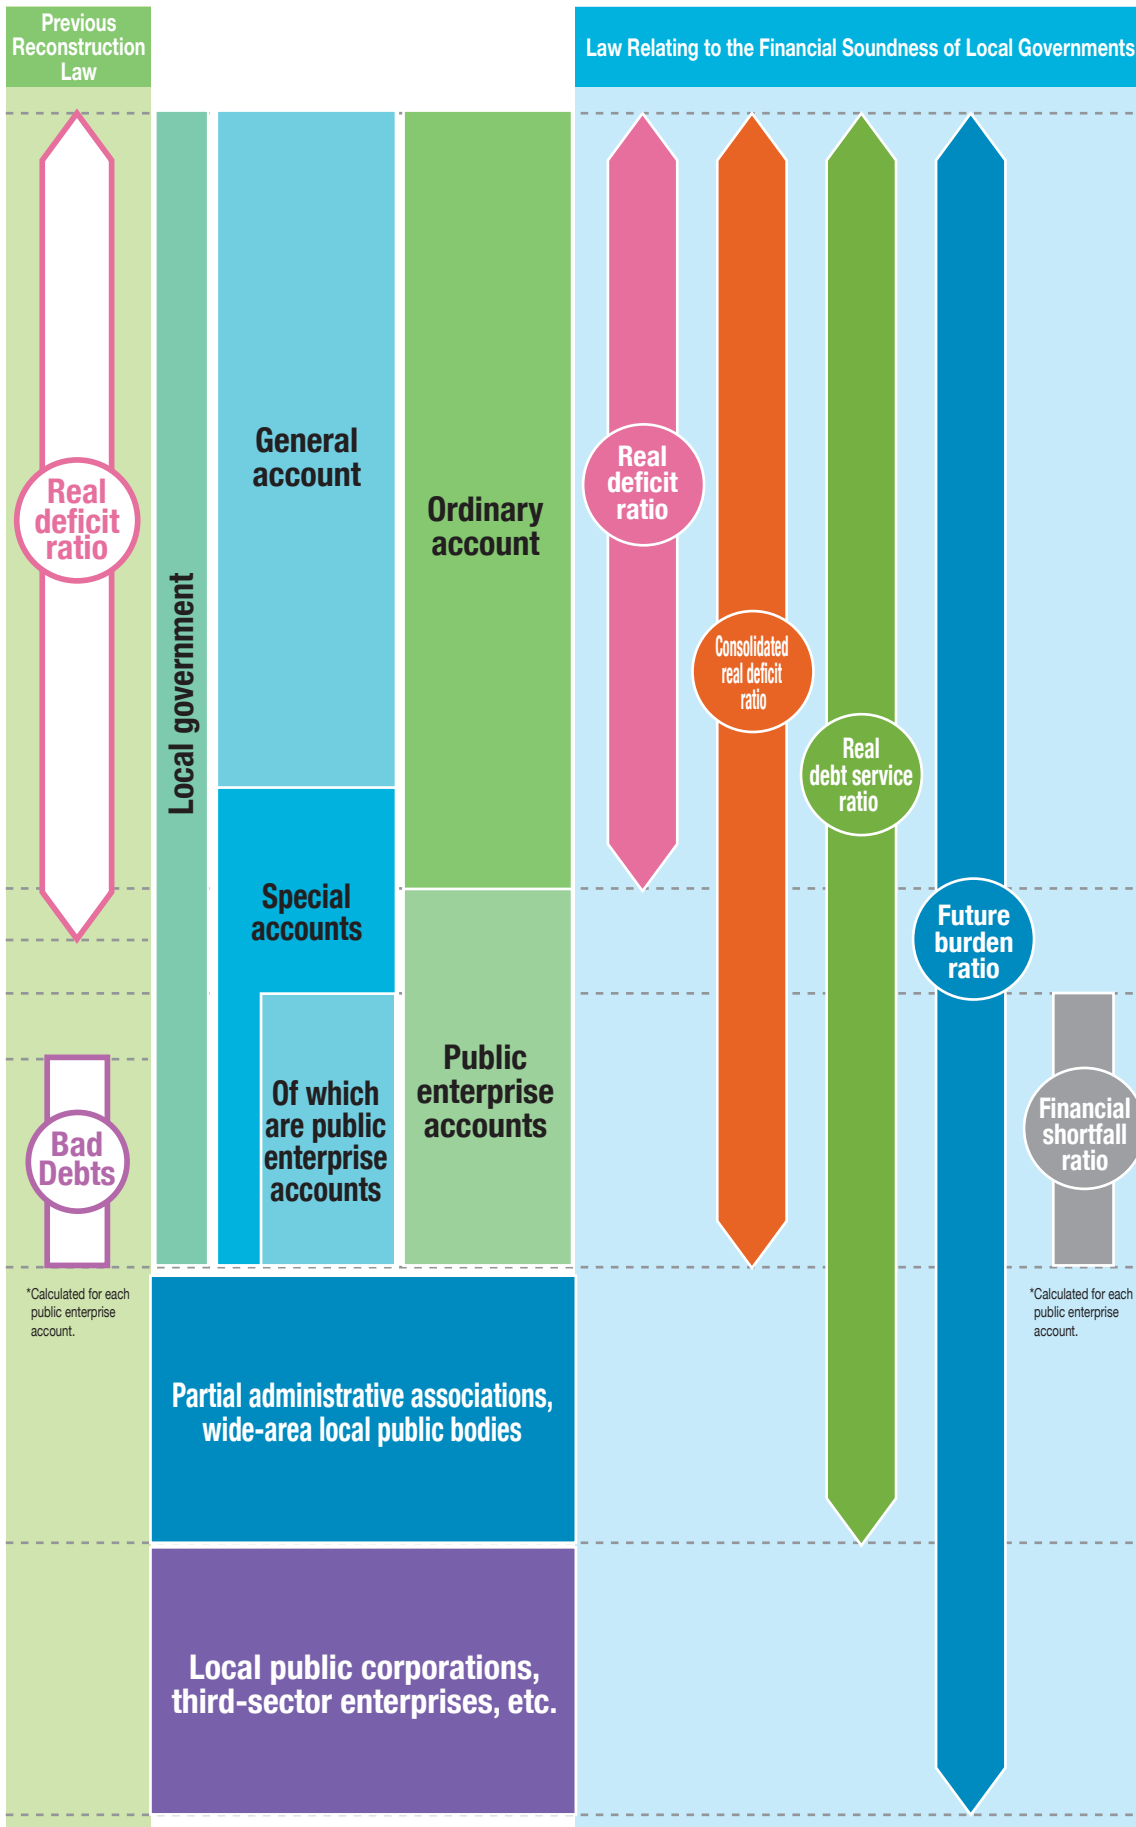 Previous
Reconstruction
Law
Law Relating to the Financial Soundness of Local Governments
Real
deficit
ratio
Bad
Debts
*Calculated for each
public enterprise
account.
Local government
General
account
Special
accounts
Of which
are public
enterprise
accounts
Ordinary
account
Public
enterprise
accounts
Real
deficit
ratio
Consolidated
real deficit
ratio
Real
debt service
ratio
Future
burden
ratio
Financial
shortfall
ratio
*Calculated for each
public enterprise
account.
Partial administrative associations,
wide-area local public bodies
Local public corporations,
third-sector enterprises, etc.